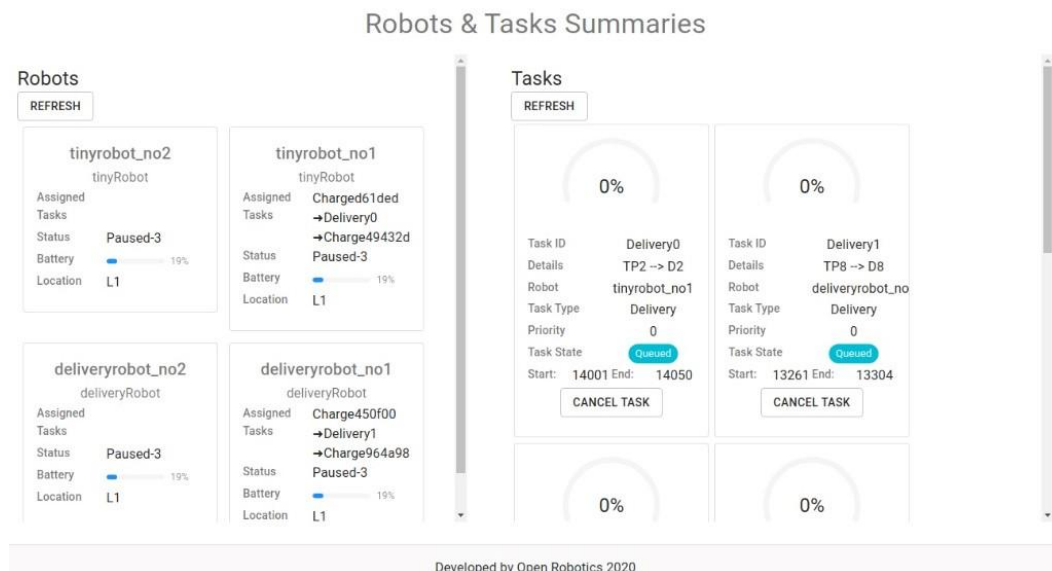 Robots & Tasks Summaries
Robots
REFRESH
tinyrobot_no2
tinyRobot
Assigned
Tasks
Status Paused-3
Battery 19%
Location L1
tinyrobot_no1
tinyRobot
Assigned Charged61ded
Tasks →Delivery0
→Charge49432d
Status Paused-3
Battery 19%
Location L1
deliveryrobot_no2
deliveryRobot
Assigned
Tasks
Status Paused-3
Battery 19%
Location L1
deliveryrobot_no1
deliveryRobot
Assigned Charge450f00
Tasks →Delivery1
→Charge964a98
Status Paused-3
Battery 19%
Location L1
Tasks
REFRESH
0%
Task ID Delivery0
Details TP2 --> D2
Robot tinyrobot_no1
Task Type Delivery
Priority 0
Task State Queued
Start: 14001 End: 14050
CANCEL TASK
0%
Task ID Delivery1
Details TP8 --> D8
Robot deliveryrobot_no
Task Type Delivery
Priority 0
Task State Queued
Start: 13261 End: 13304
CANCEL TASK
0%
0%
Developed by Open Robotics 2020